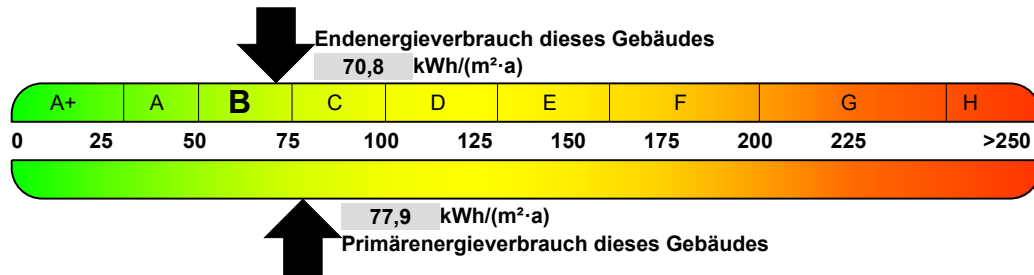 Endenergieverbrauch dieses Gebäudes
70,8 kWh/(m²·a)
A+ A B C D E F G H
0 25 50 75 100 125 150 175 200 225 >250
77,9 kWh/(m²·a)
Primärenergieverbrauch dieses Gebäudes